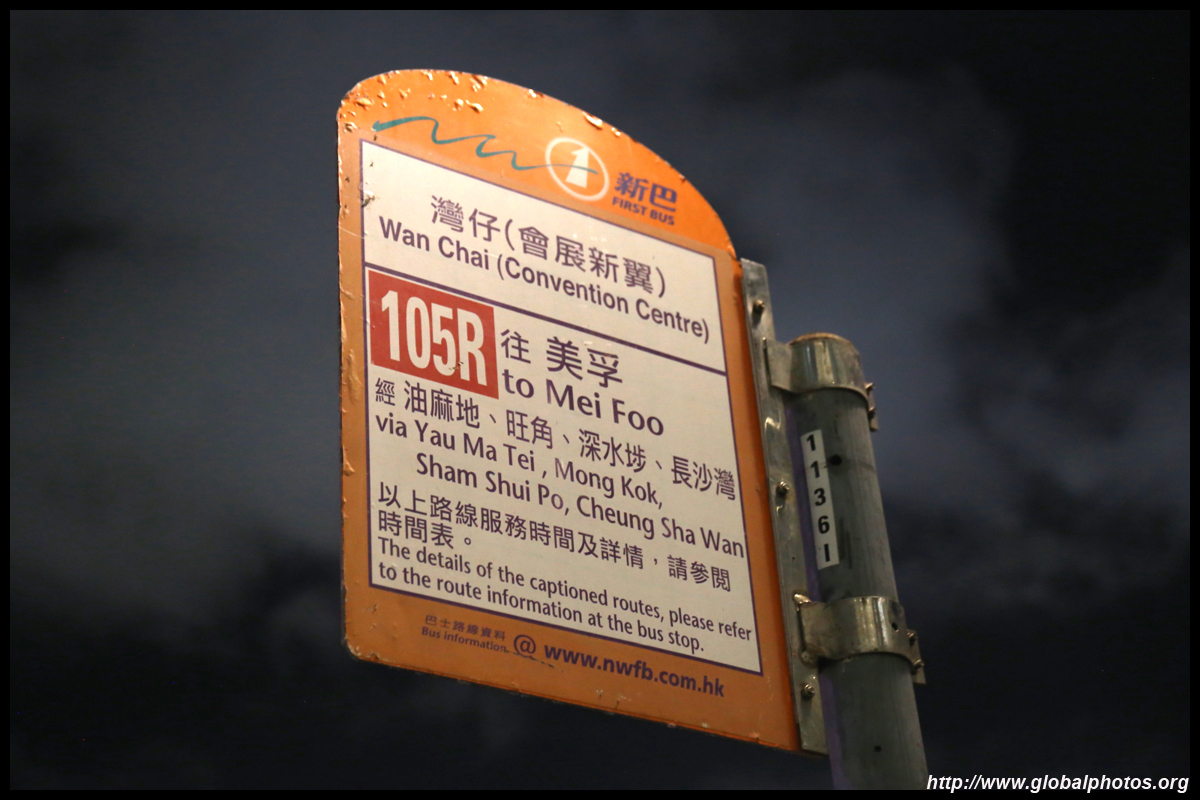 1 新巴
FIRST BUS
灣仔(會展新翼)
Wan Chai (Convention Centre)
105R 往 美孚
to Mei Foo
經 油麻地、旺角、深水埗、長沙灣
via Yau Ma Tei , Mong Kok,
Sham Shui Po, Cheung Sha Wan
以上路線服務時間及詳情，請參閱
時間表。
The details of the captioned routes, please refer
to the route information at the bus stop.
巴士路線資料
Bus information @ www.nwfb.com.hk
1136I
http://www.globalphotos.org